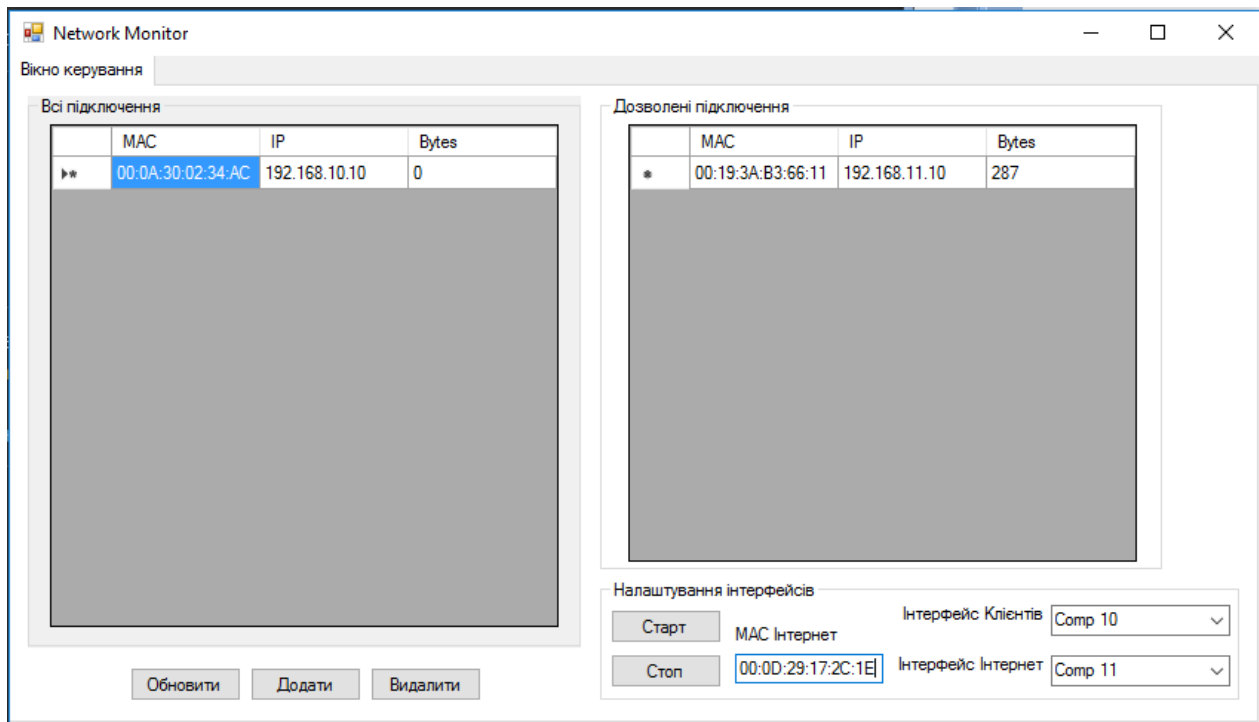 Network Monitor
Вікно керування
Всі підключення
MAC IP Bytes
00:0A:30:02:34:AC 192.168.10.10 0
Обновити Додати Видалити
Дозволені підключення
MAC IP Bytes
00:19:3A:B3:66:11 192.168.11.10 287
Налаштування інтерфейсів
Старт MAC Інтернет Інтерфейс Клієнтів Comp 10
Стоп 00:0D:29:17:2C:1E Інтерфейс Інтернет Comp 11